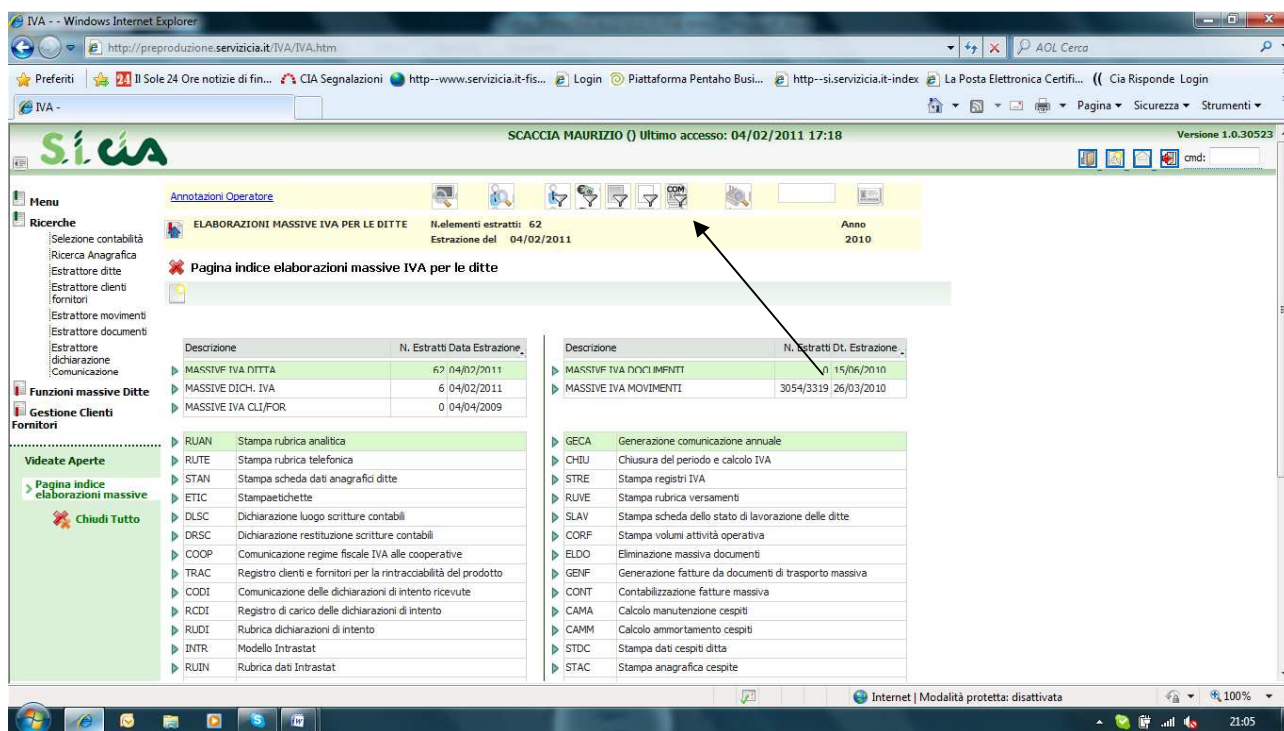 IVA - - Windows Internet Explorer
http://preproduzione.servizicia.it/IVA/IVA.htm
AOL Cerca
Preferiti
24 Il Sole 24 Ore notizie di fin...
CIA Segnalazioni
http--www.servizicia.it-fis...
Login
Piattaforma Pentaho Busi...
http--si.servizicia.it-index
La Posta Elettronica Certifi...
Cia Risponde Login
IVA -
Pagina
Sicurezza
Strumenti
S.í. cia
SCACCIA MAURIZIO () Ultimo accesso: 04/02/2011 17:18
Versione 1.0.30523
cmd:
Menu
Ricerche
Selezione contabilità
Ricerca Anagrafica
Estrattore ditte
Estrattore clienti
fornitori
Estrattore movimenti
Estrattore documenti
Estrattore
dichiarazione
Comunicazione
Funzioni massive Ditte
Gestione Clienti
Fornitori
Videate Aperte
Pagina indice
elaborazioni massive
Chiudi Tutto
Annotazioni Operatore
COM
ELABORAZIONI MASSIVE IVA PER LE DITTE
N.elementi estratti: 62
Anno
Estrazione del 04/02/2011
2010
Pagina indice elaborazioni massive IVA per le ditte
Descrizione N. Estratti Data Estrazione
MASSIVE IVA DITTA 62 04/02/2011
MASSIVE DICH. IVA 6 04/02/2011
MASSIVE IVA CLI/FOR 0 04/04/2009
Descrizione N. Estratti Dt. Estrazione
MASSIVE IVA DOCUMENTI 0 15/06/2010
MASSIVE IVA MOVIMENTI 3054/3319 26/03/2010
RUAN Stampa rubrica analitica
RUTE Stampa rubrica telefonica
STAN Stampa scheda dati anagrafici ditte
ETIC Stampaetichette
DLSC Dichiarazione luogo scritture contabili
DRSC Dichiarazione restituzione scritture contabili
COOP Comunicazione regime fiscale IVA alle cooperative
TRAC Registro clienti e fornitori per la rintracciabilità del prodotto
CODI Comunicazione delle dichiarazioni di intento ricevute
RCDI Registro di carico delle dichiarazioni di intento
RUDI Rubrica dichiarazioni di intento
INTR Modello Intrastat
RUIN Rubrica dati Intrastat
GECA Generazione comunicazione annuale
CHIU Chiusura del periodo e calcolo IVA
STRE Stampa registri IVA
RUVE Stampa rubrica versamenti
SLAV Stampa scheda dello stato di lavorazione delle ditte
CORF Stampa volumi attività operativa
ELDO Eliminazione massiva documenti
GENF Generazione fatture da documenti di trasporto massiva
CONT Contabilizzazione fatture massiva
CAMA Calcolo manutenzione cespiti
CAMM Calcolo ammortamento cespiti
STDC Stampa dati cespiti ditta
STAC Stampa anagrafica cespite
Internet | Modalità protetta: disattivata
100%
21:05